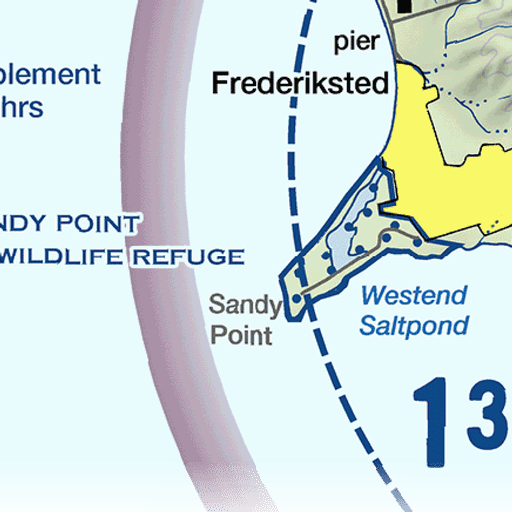 pier
plement
hrs
Frederiksted
NDY POINT
WILDLIFE REFUGE
Sandy
Point
Westend
Saltpond
13